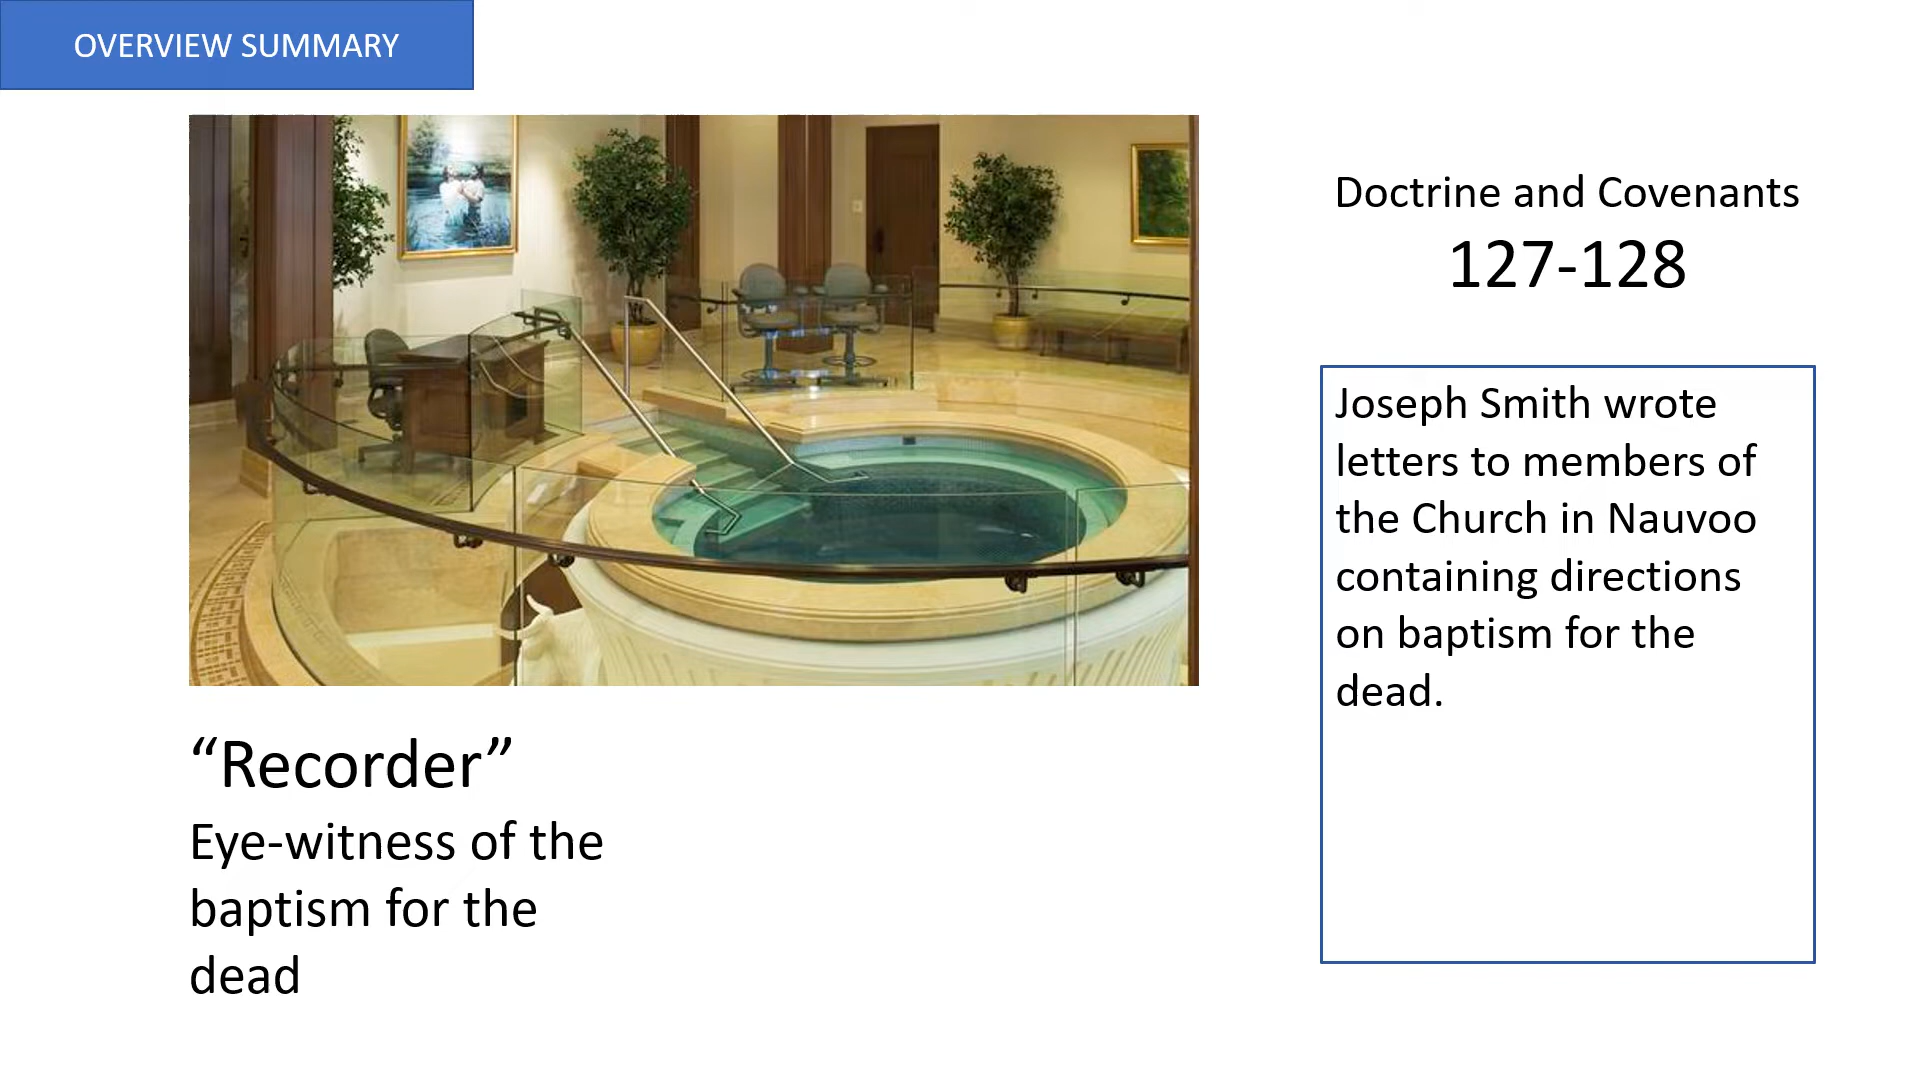 OVERVIEW SUMMARY
Doctrine and Covenants
127-128
Joseph Smith wrote
letters to members of
the Church in Nauvoo
containing directions
on baptism for the
dead.
“Recorder”
Eye-witness of the
baptism for the
dead